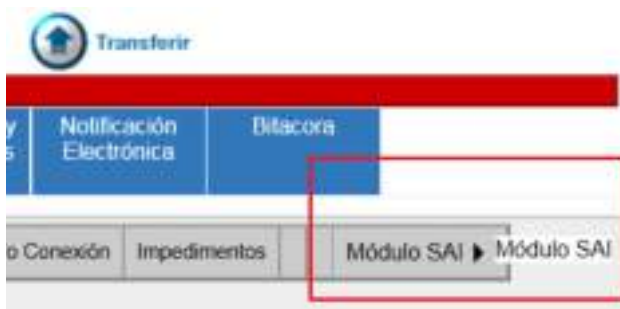 Transferir
y
s
Notificación
Electrónica
Bitacora
o Conexión
Impedimentos
Módulo SAI
Módulo SAI